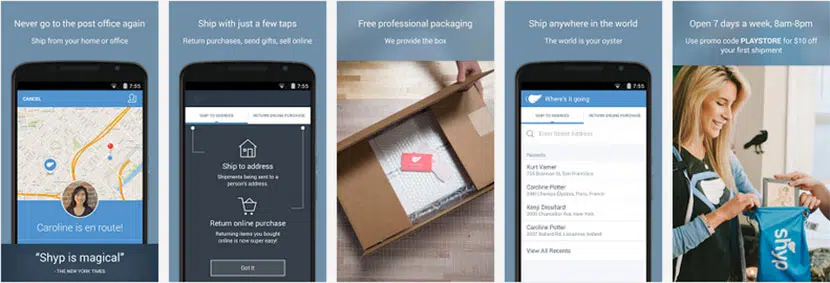 Never go to the post office again
Ship from your home or office
7:55
CANCEL
Caroline is en route!
“Shyp is magical”
- THE NEW YORK TIMES
Ship with just a few taps
Return purchases, send gifts, sell online
7:55
SHIP TO ADDRESS
RETURN ONLINE PURCHASE
Ship to address
Shipments being sent to a
person's address.
Return online purchase
Returning items you bought
online is now super easy!
Got It
Free professional packaging
We provide the box
Ship anywhere in the world
The world is your oyster
7:55
Where's it going
SHIP TO ADDRESS
RETURN ONLINE PURCHASE
Enter Street Address
Recents
Kurt Varner
Caroline Potter
Kenji
Caroline Potter
View All Recents
Open 7 days a week, 8am-8pm
Use promo code PLAYSTORE for $10 off
your first shipment
shyp